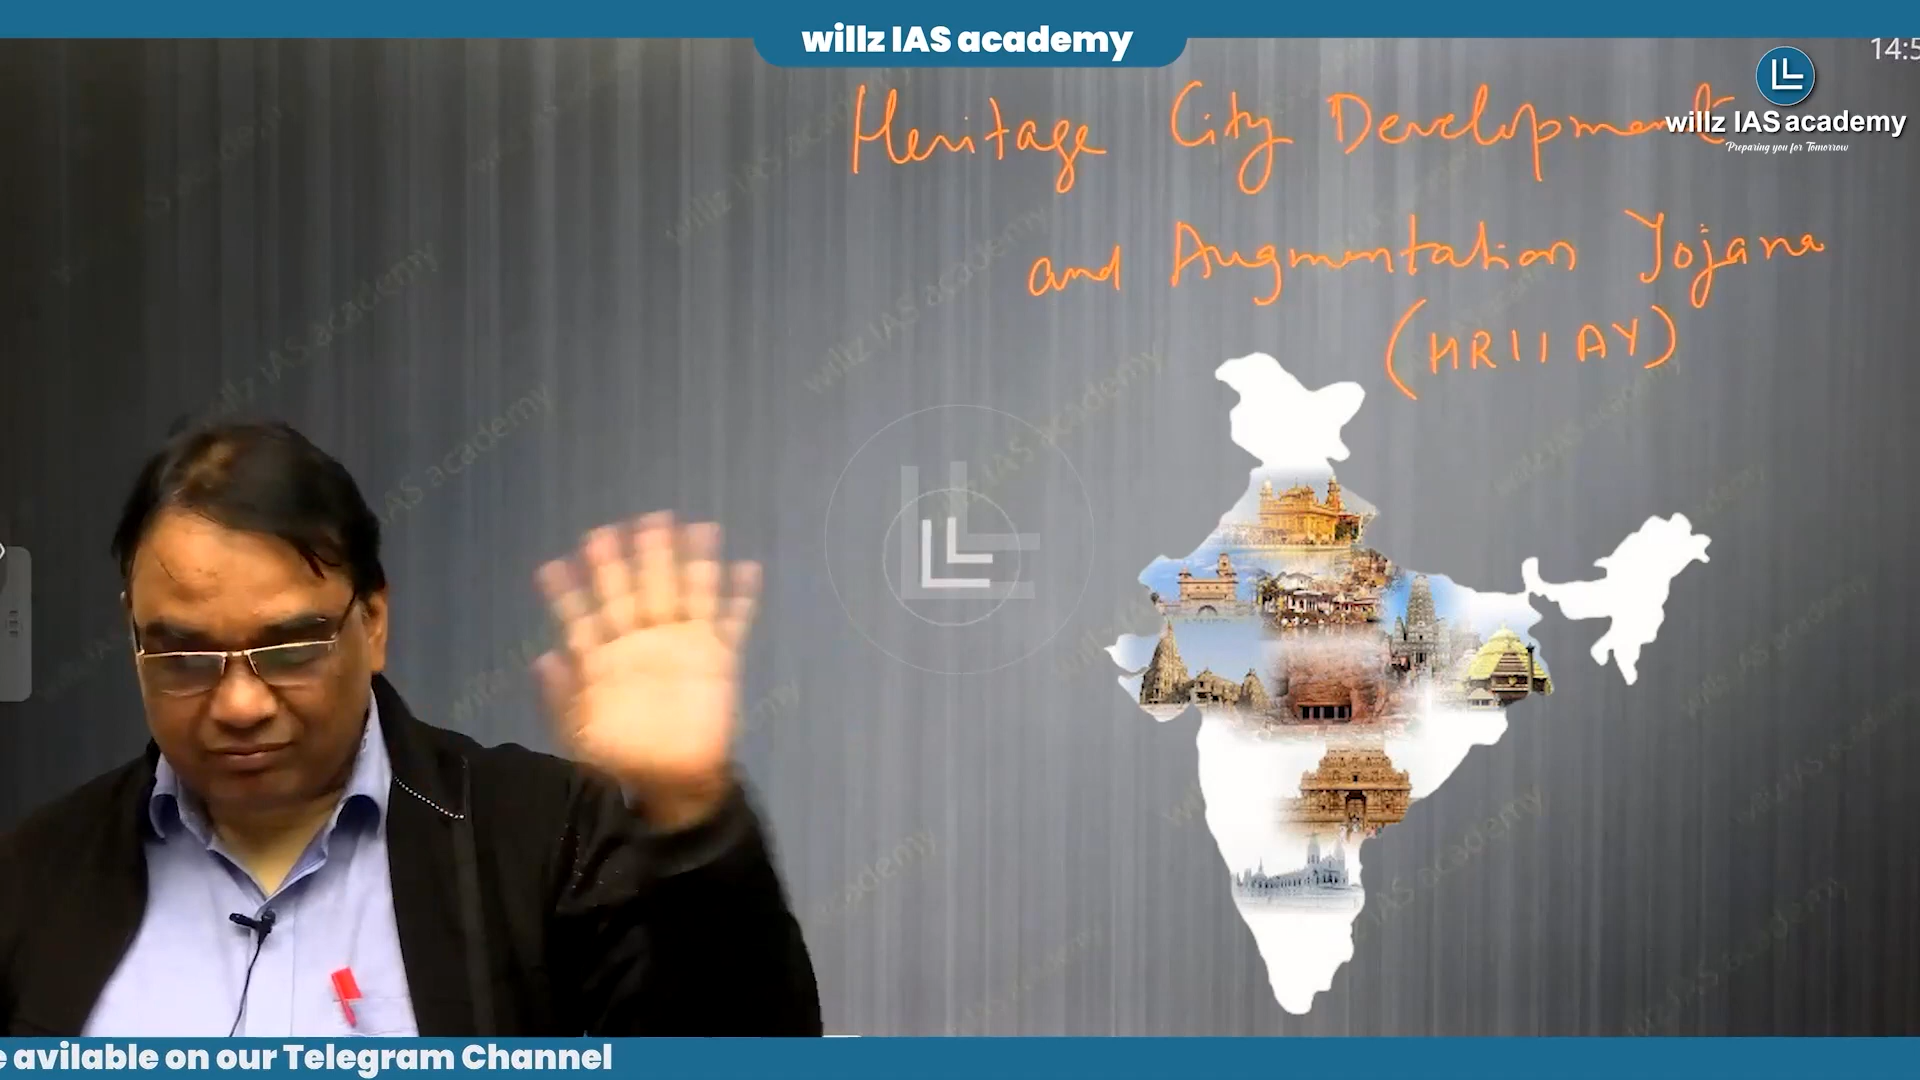 willz IAS academy
14:5
willz IAS academy
Preparing you for Tomorrow
Heritage City Development
and Augmentation Yojana
(HRIIAY)
e avilable on our Telegram Channel